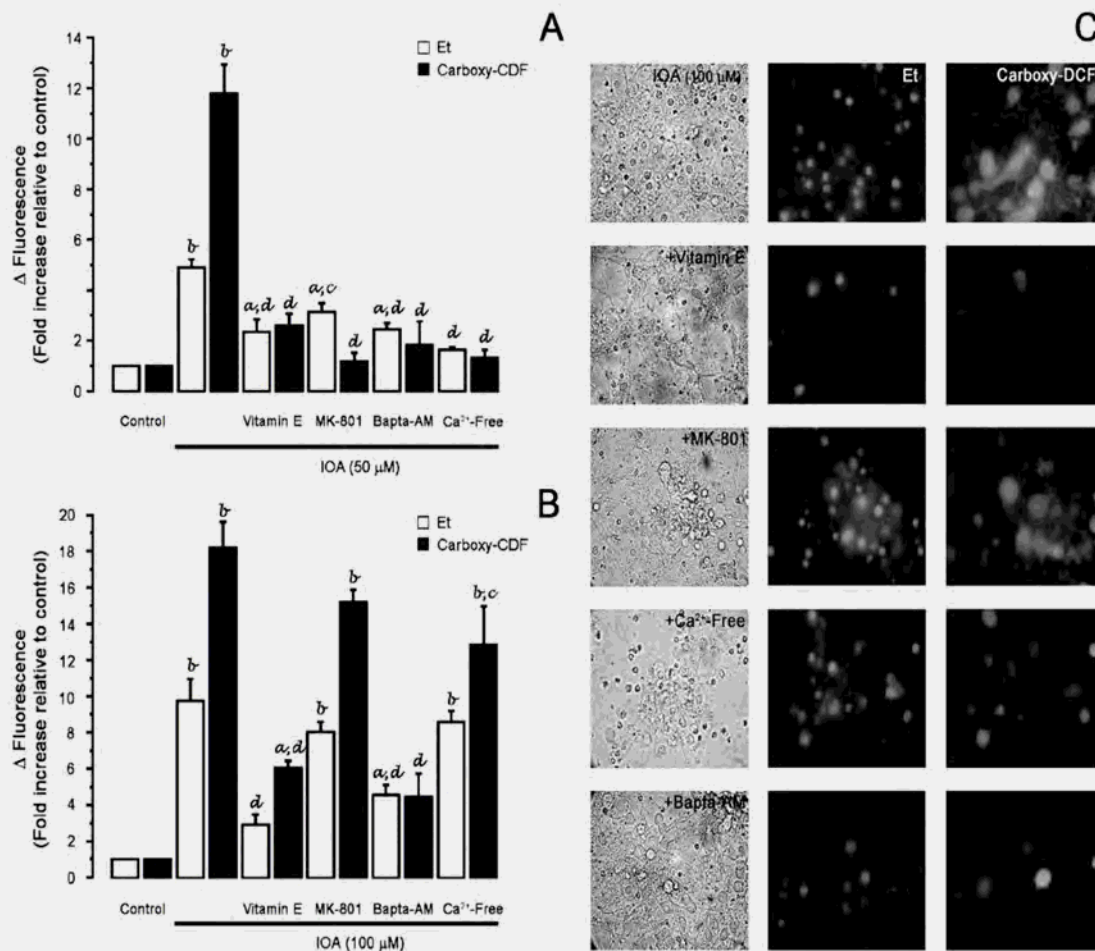 A
14
12
10
8
6
4
2
0
Δ Fluorescence
(Fold increase relative to control)
Et
Carboxy-CDF
b
b
a,d
d
a,c
d
a,d
d
d
d
Control
Vitamin E
MK-801
Bapta-AM
Ca²⁺-Free
IOA (50 μM)
B
20
18
16
14
12
10
8
6
4
2
0
Δ Fluorescence
(Fold increase relative to control)
Et
Carboxy-CDF
b
b
d
a,d
b
b
a,d
d
b
b,c
Control
Vitamin E
MK-801
Bapta-AM
Ca²⁺-Free
IOA (100 μM)
C
IOA (100 μM)
Et
Carboxy-DCF
+Vitamin E
+MK-801
+Ca²⁺-Free
+Bapta-AM